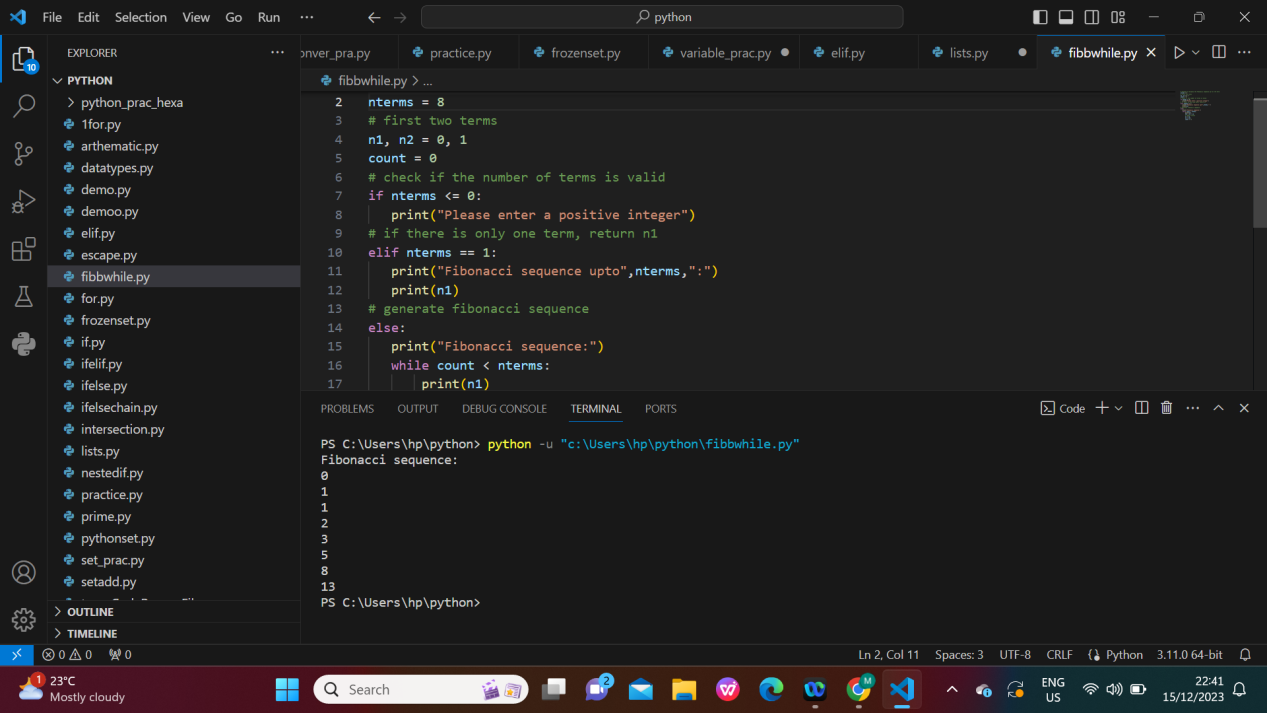 File Edit Selection View Go Run ··· python
EXPLORER ···
onver_pra.py practice.py frozenset.py variable_prac.py elif.py lists.py fibbwhile.py
fibbwhile.py > ...
PYTHON
python_prac_hexa
1for.py
arthematic.py
datatypes.py
demo.py
demoo.py
elif.py
escape.py
fibbwhile.py
for.py
frozenset.py
if.py
ifelif.py
ifelse.py
ifelsechain.py
intersection.py
lists.py
nestedif.py
practice.py
prime.py
pythonset.py
set_prac.py
setadd.py
OUTLINE
TIMELINE
10
2 nterms = 8
3 # first two terms
4 n1, n2 = 0, 1
5 count = 0
6 # check if the number of terms is valid
7 if nterms <= 0:
8 print("Please enter a positive integer")
9 # if there is only one term, return n1
10 elif nterms == 1:
11 print("Fibonacci sequence upto",nterms,":")
12 print(n1)
13 # generate fibonacci sequence
14 else:
15 print("Fibonacci sequence:")
16 while count < nterms:
17 print(n1)
PROBLEMS OUTPUT DEBUG CONSOLE TERMINAL PORTS Code
PS C:\Users\hp\python> python -u "c:\Users\hp\python\fibbwhile.py"
Fibonacci sequence:
0
1
1
2
3
5
8
13
PS C:\Users\hp\python>
0 0 0 Ln 2, Col 11 Spaces: 3 UTF-8 CRLF Python 3.11.0 64-bit
1 23°C
Mostly cloudy
Search
2
M
ENG
US
22:41
15/12/2023